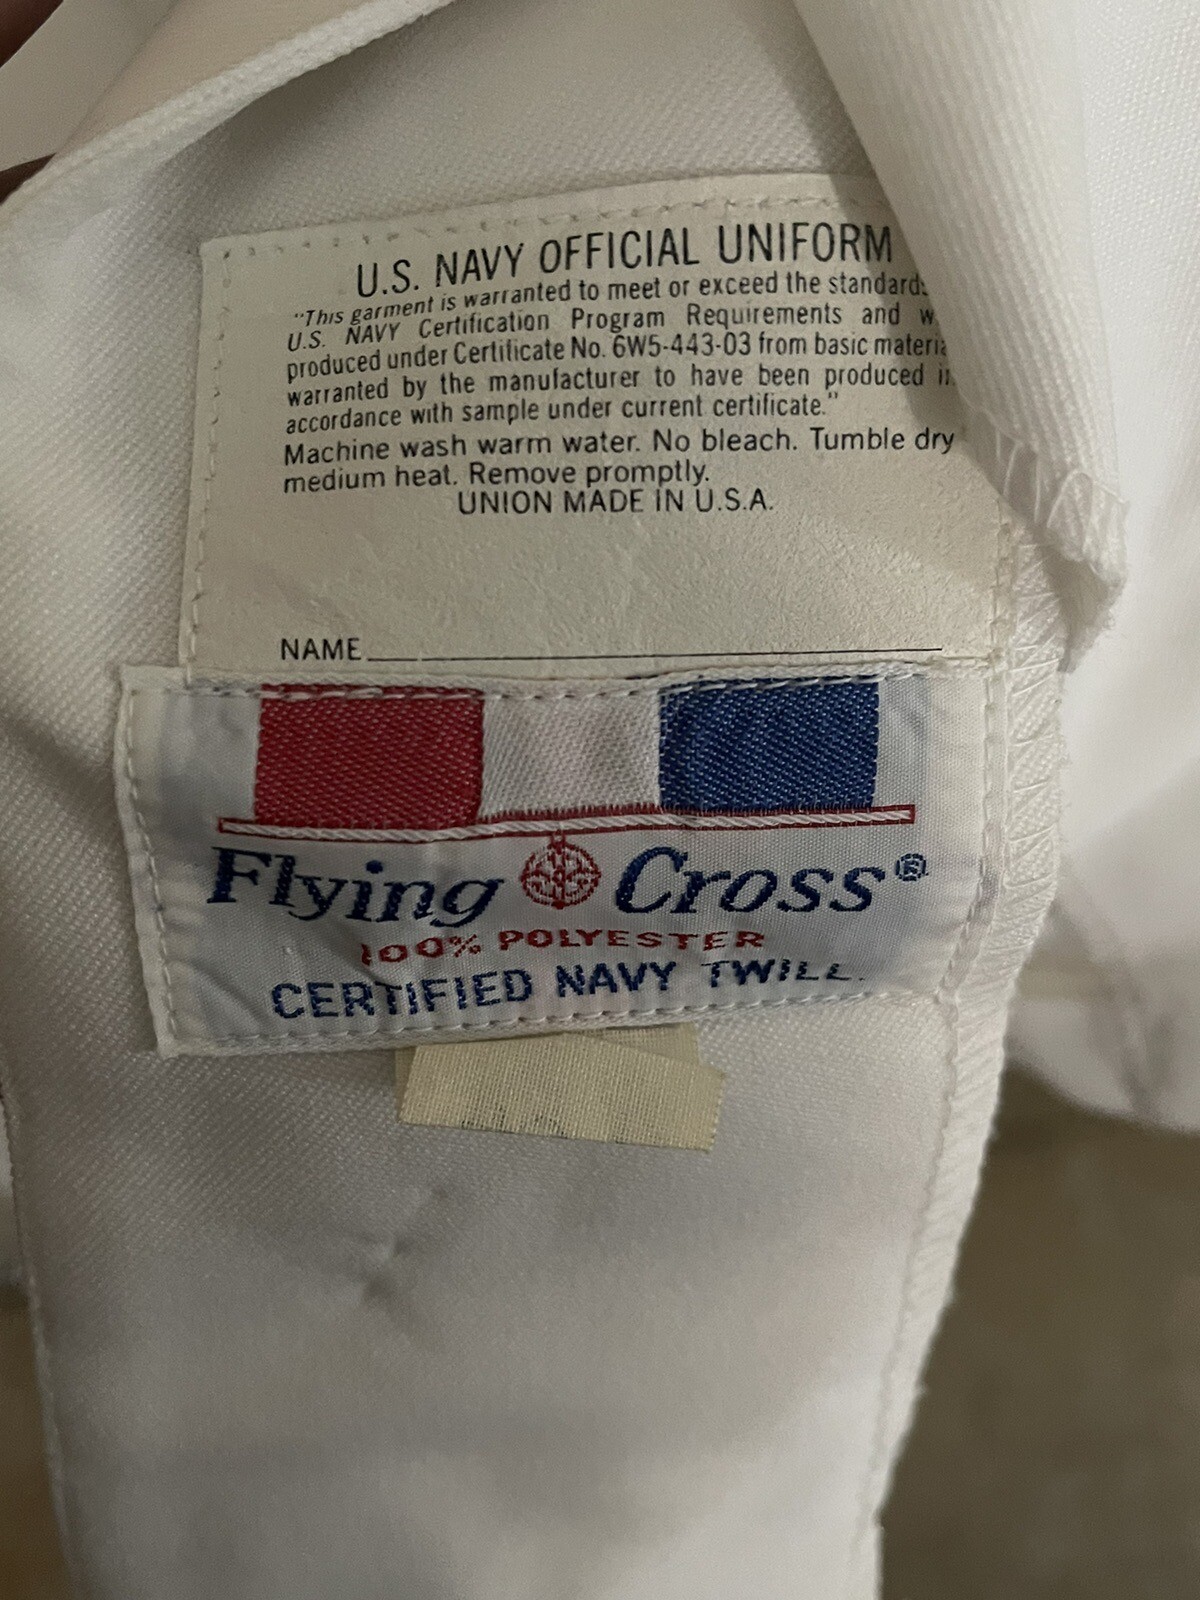 U.S. NAVY OFFICIAL UNIFORM
"This garment is warranted to meet or exceed the standards
U.S. NAVY Certification Program Requirements and
produced under Certificate No. 6W5-443-03 from basic
warranted by the manufacturer to have been produced
accordance with sample under current certificate."
Machine wash warm water. No bleach. Tumble dry
medium heat. Remove promptly.
UNION MADE IN U.S.A.
NAME
Flying Cross®
100% POLYESTER
CERTIFIED NAVY TWILL.